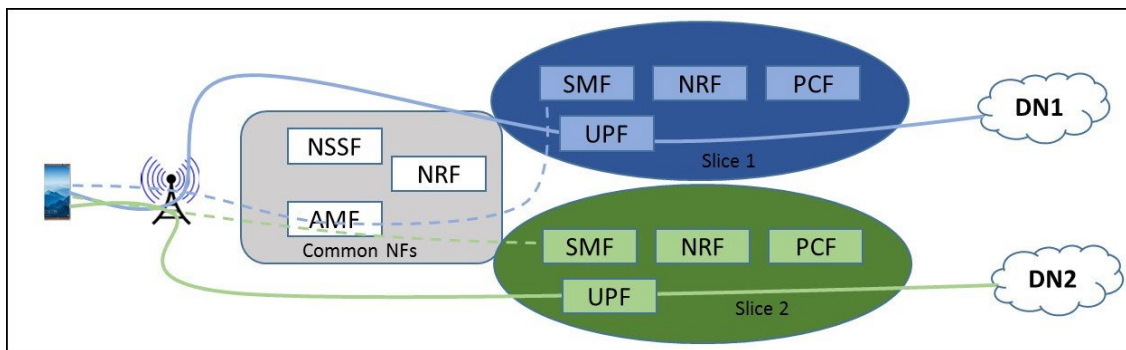 SMF
NRF
PCF
DN1
UPF
Slice 1
NSSF
NRF
AMF
Common NFs
SMF
NRF
PCF
DN2
UPF
Slice 2